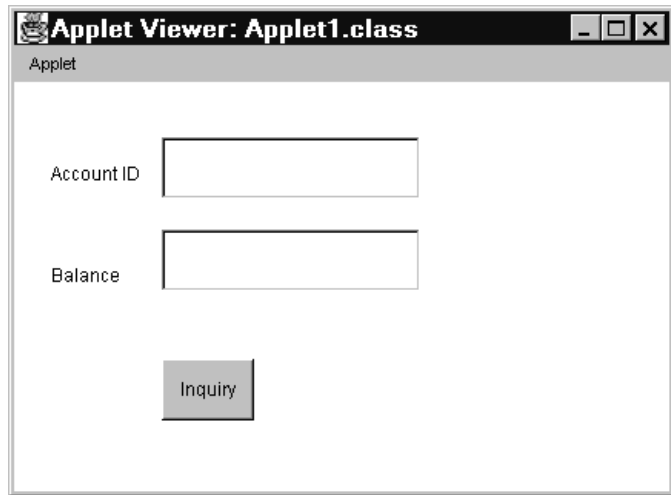 Applet Viewer: Applet1.class
Applet
Account ID
Balance
Inquiry